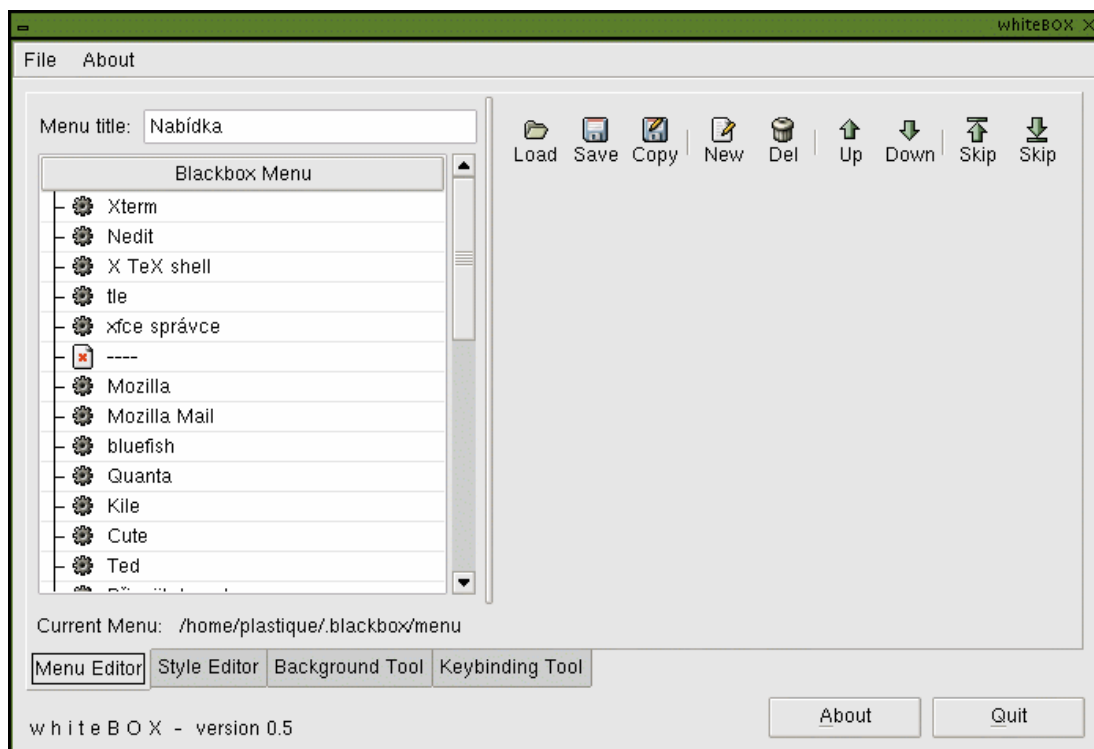 whiteBOX X
File About
Menu title: Nabídka
Load Save Copy New Del Up Down Skip Skip
Blackbox Menu
Xterm
Nedit
X TeX shell
tle
xfce správce
----
Mozilla
Mozilla Mail
bluefish
Quanta
Kile
Cute
Ted
Current Menu: /home/plastique/.blackbox/menu
Menu Editor Style Editor Background Tool Keybinding Tool
About Quit
w h i t e B O X - version 0.5